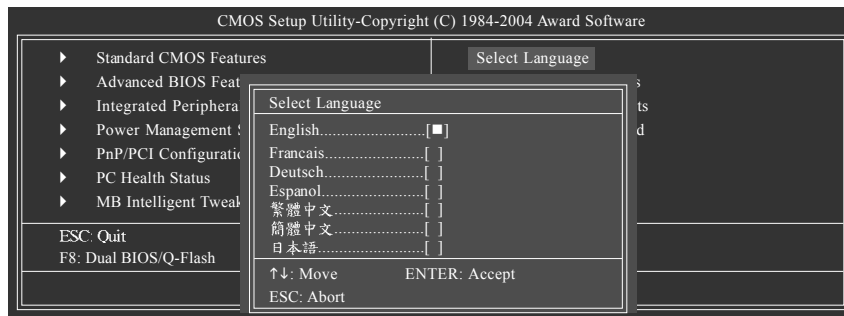 CMOS Setup Utility-Copyright (C) 1984-2004 Award Software
Standard CMOS Features
Select Language
Advanced BIOS Feat
s
Integrated Periphera
ts
Power Management
d
PnP/PCI Configuratio
PC Health Status
MB Intelligent Tweak
ESC: Quit
F8: Dual BIOS/Q-Flash
Select Language
English........................[■]
Francais.......................[ ]
Deutsch.......................[ ]
Espanol........................[ ]
繁體中文.....................[ ]
簡體中文.....................[ ]
日本語........................[ ]
↑↓: Move ENTER: Accept
ESC: Abort